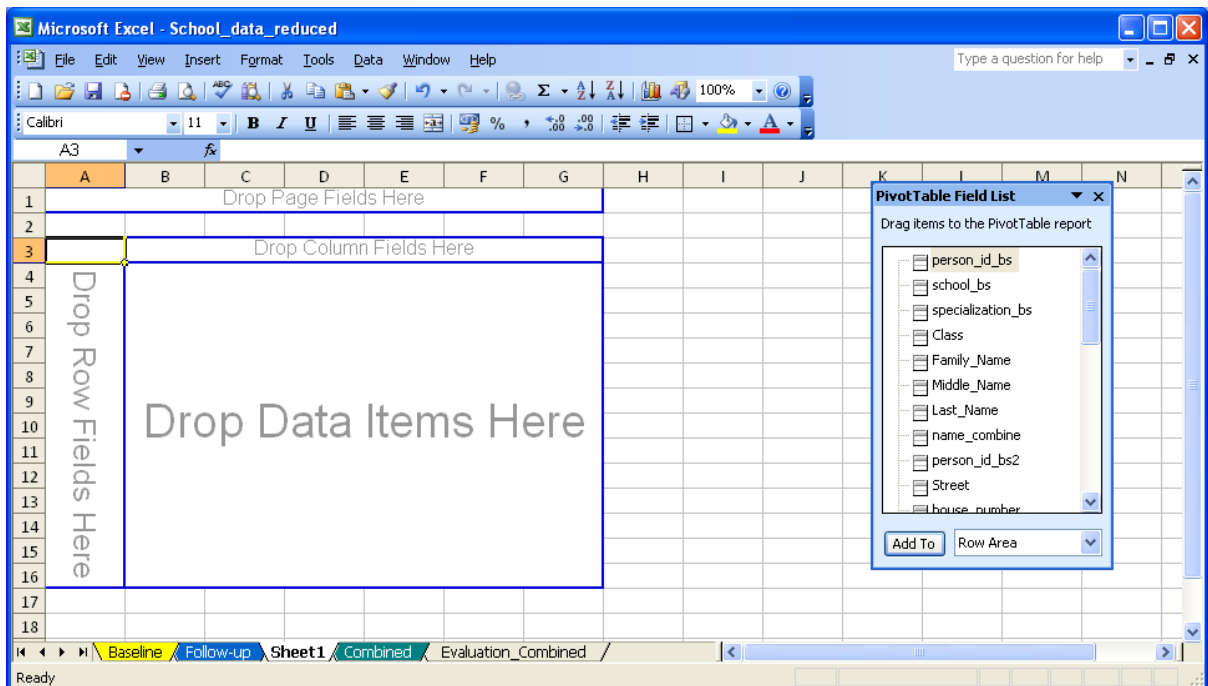 Microsoft Excel - School_data_reduced
File Edit View Insert Format Tools Data Window Help
Type a question for help
100%
Calibri 11 B I U % ,
A3 fx
A B C D E F G H I J K L M N
1 Drop Page Fields Here
2
3 Drop Column Fields Here
4
5
6
7
8
9
10
11
12
13
14
15
16
17
18
Drop Row Fields Here
Drop Data Items Here
PivotTable Field List
Drag items to the PivotTable report
person_id_bs
school_bs
specialization_bs
Class
Family_Name
Middle_Name
Last_Name
name_combine
person_id_bs2
Street
house_number
Add To Row Area
Baseline Follow-up Sheet1 Combined Evaluation_Combined
Ready